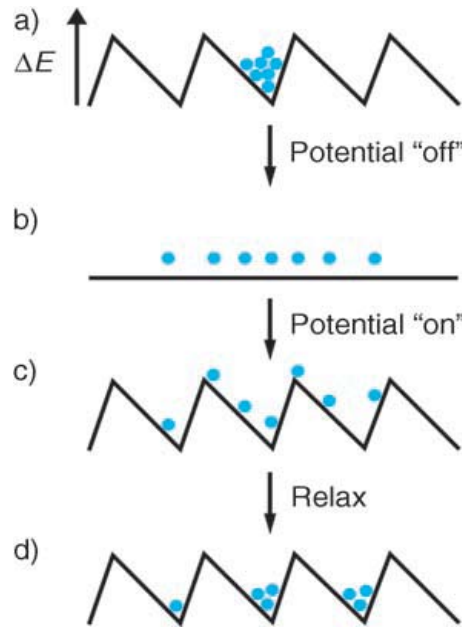 a)
ΔE
Potential “off”
b)
Potential “on”
c)
Relax
d)